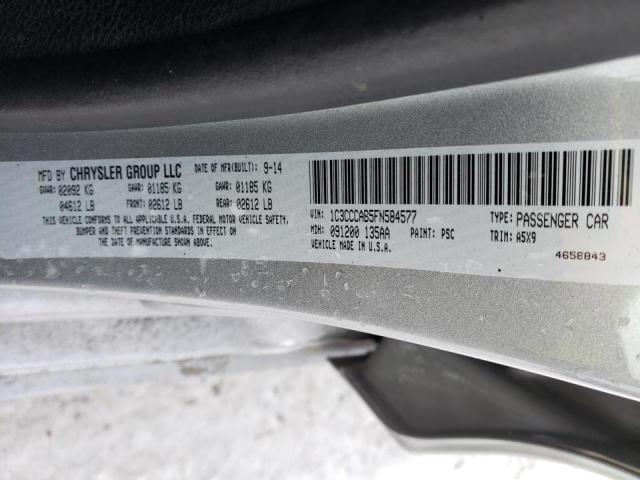 MFD BY CHRYSLER GROUP LLC DATE OF MFR(BUILT): 9-14
GVWR: 02092 KG GAWR: 01185 KG GAWR: 01185 KG
04612 LB FRONT: 02612 LB REAR: 02612 LB
THIS VEHICLE CONFORMS TO ALL APPLICABLE U.S.A. FEDERAL MOTOR VEHICLE SAFETY,
BUMPER AND THEFT PREVENTION STANDARDS IN EFFECT
ON THE DATE OF MANUFACTURE SHOWN ABOVE.
VIN: 1C3CCCAB5FN584577 TYPE: PASSENGER CAR
MDH: 091200 135AA PAINT: PSC TRIM: A5X9
VEHICLE MADE IN U.S.A.
4658843